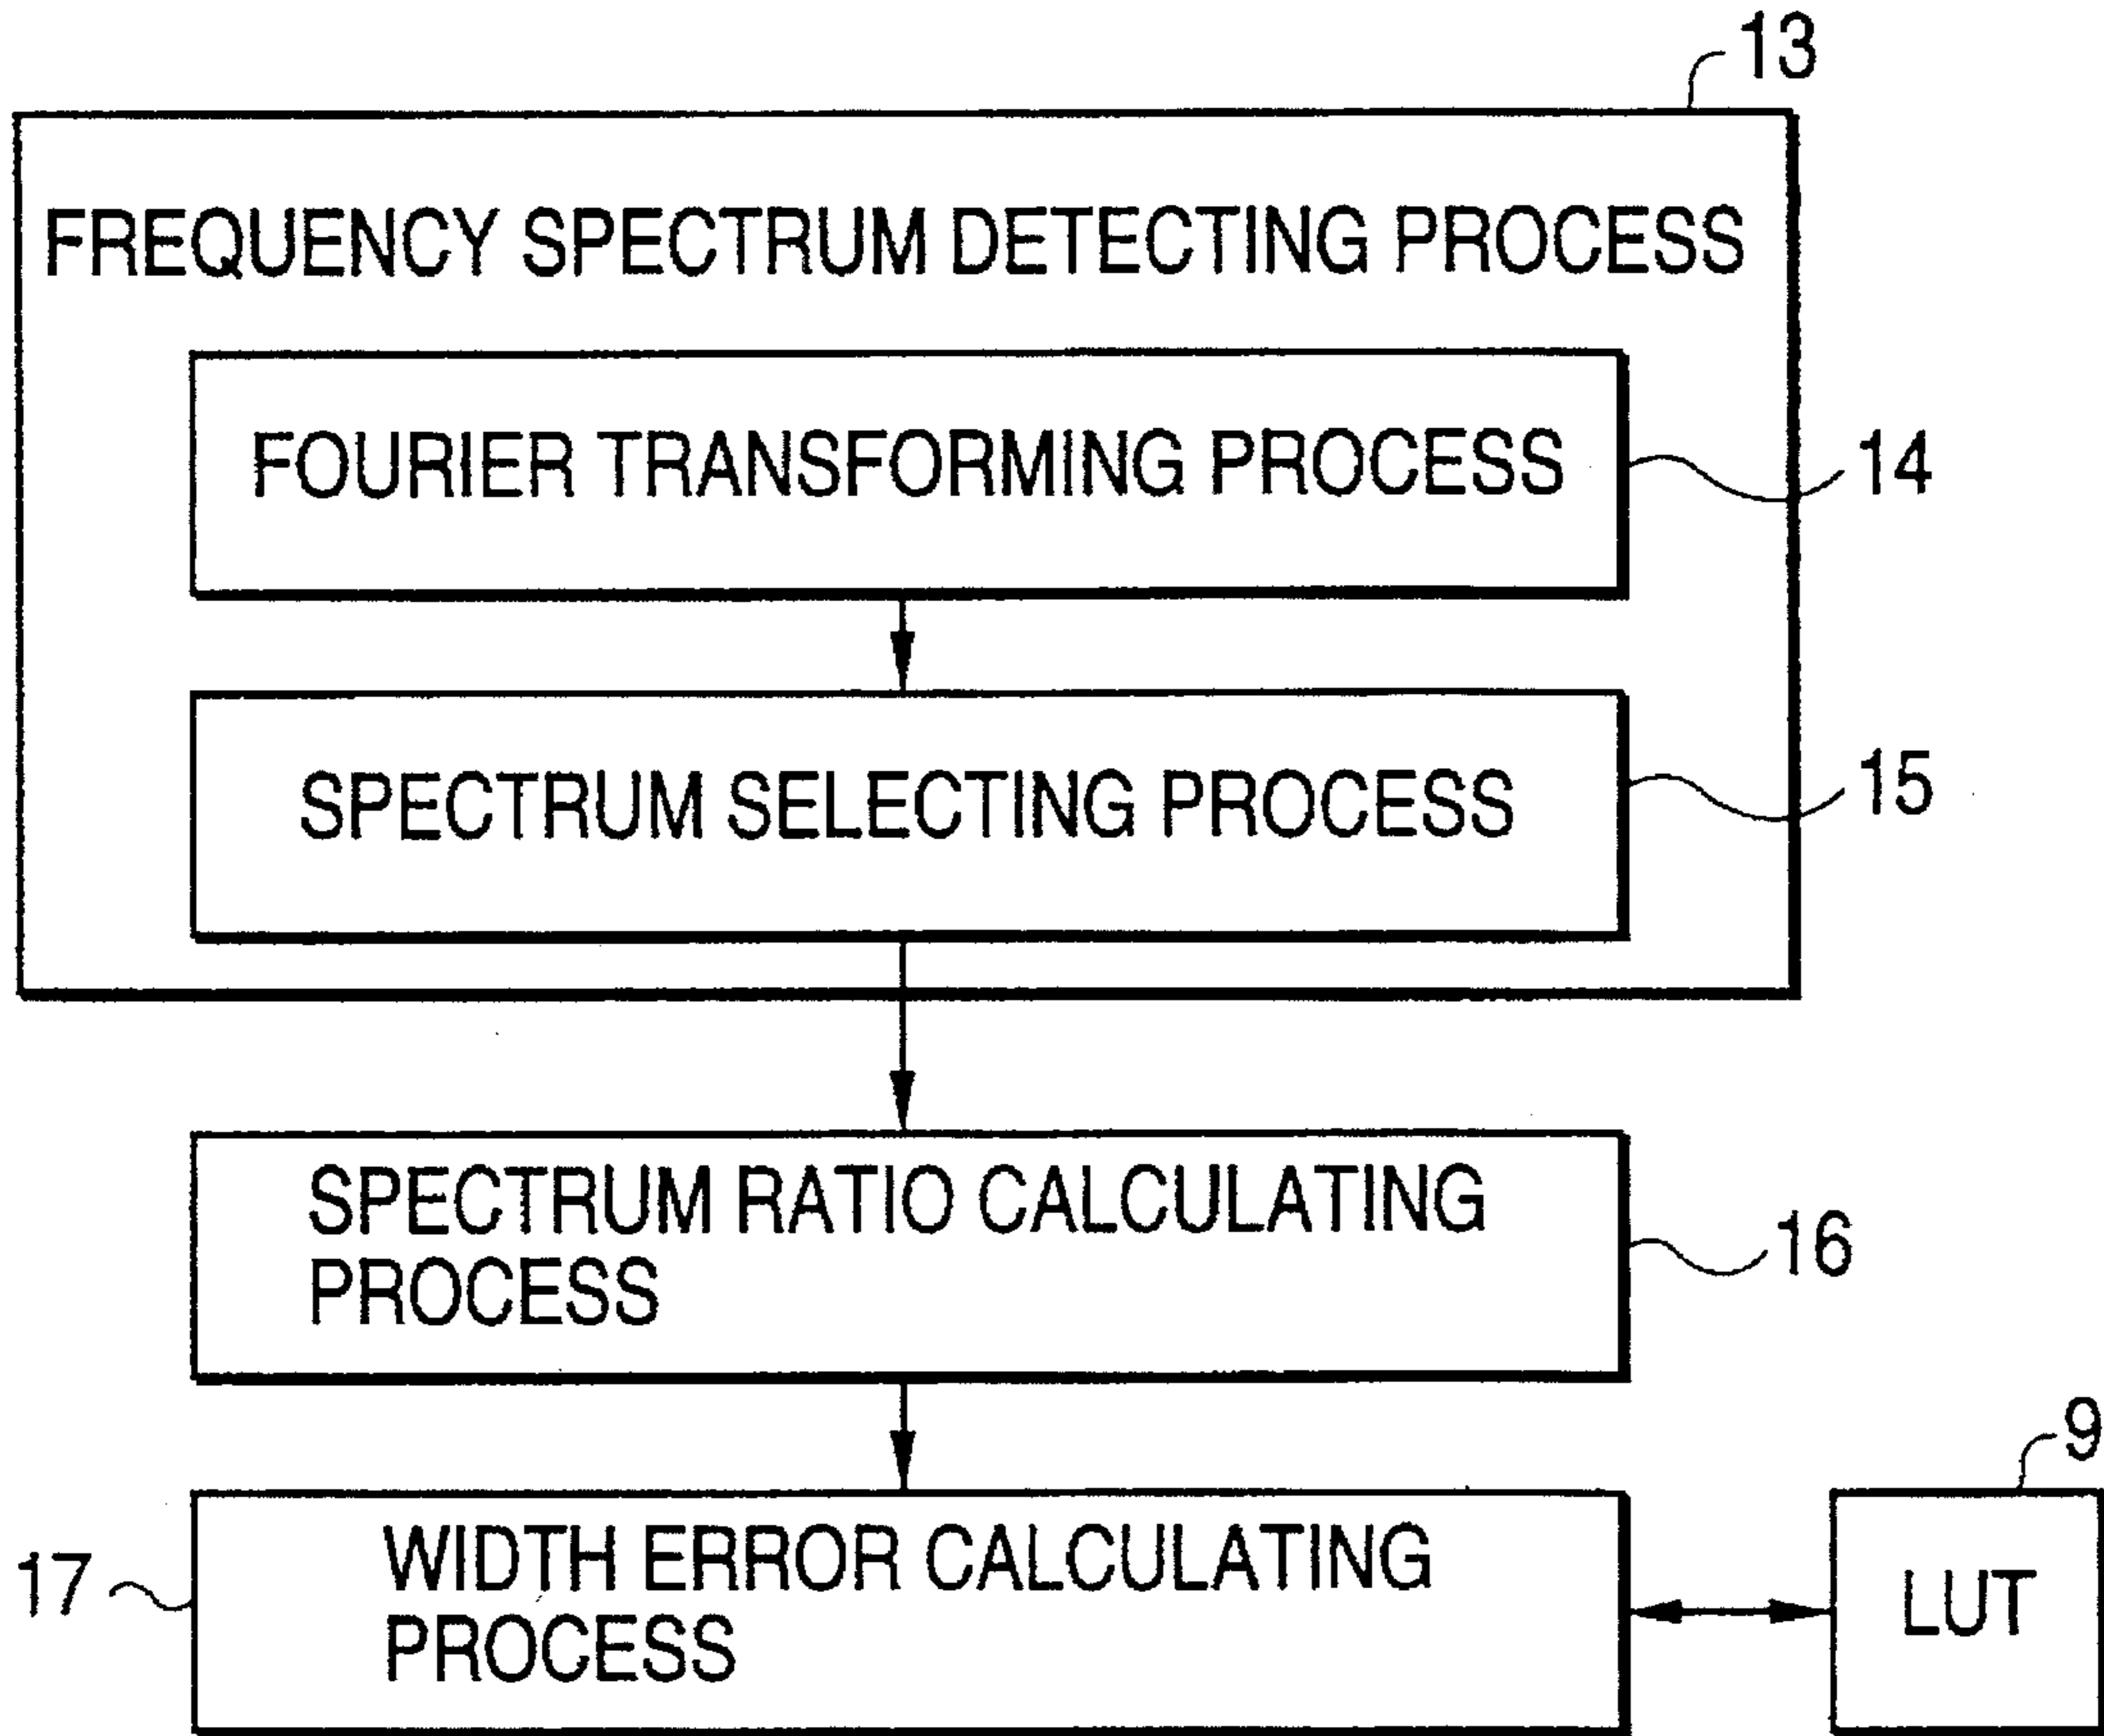 13
FREQUENCY SPECTRUM DETECTING PROCESS
FOURIER TRANSFORMING PROCESS
14
SPECTRUM SELECTING PROCESS
15
SPECTRUM RATIO CALCULATING
PROCESS
16
9
17
WIDTH ERROR CALCULATING
PROCESS
LUT